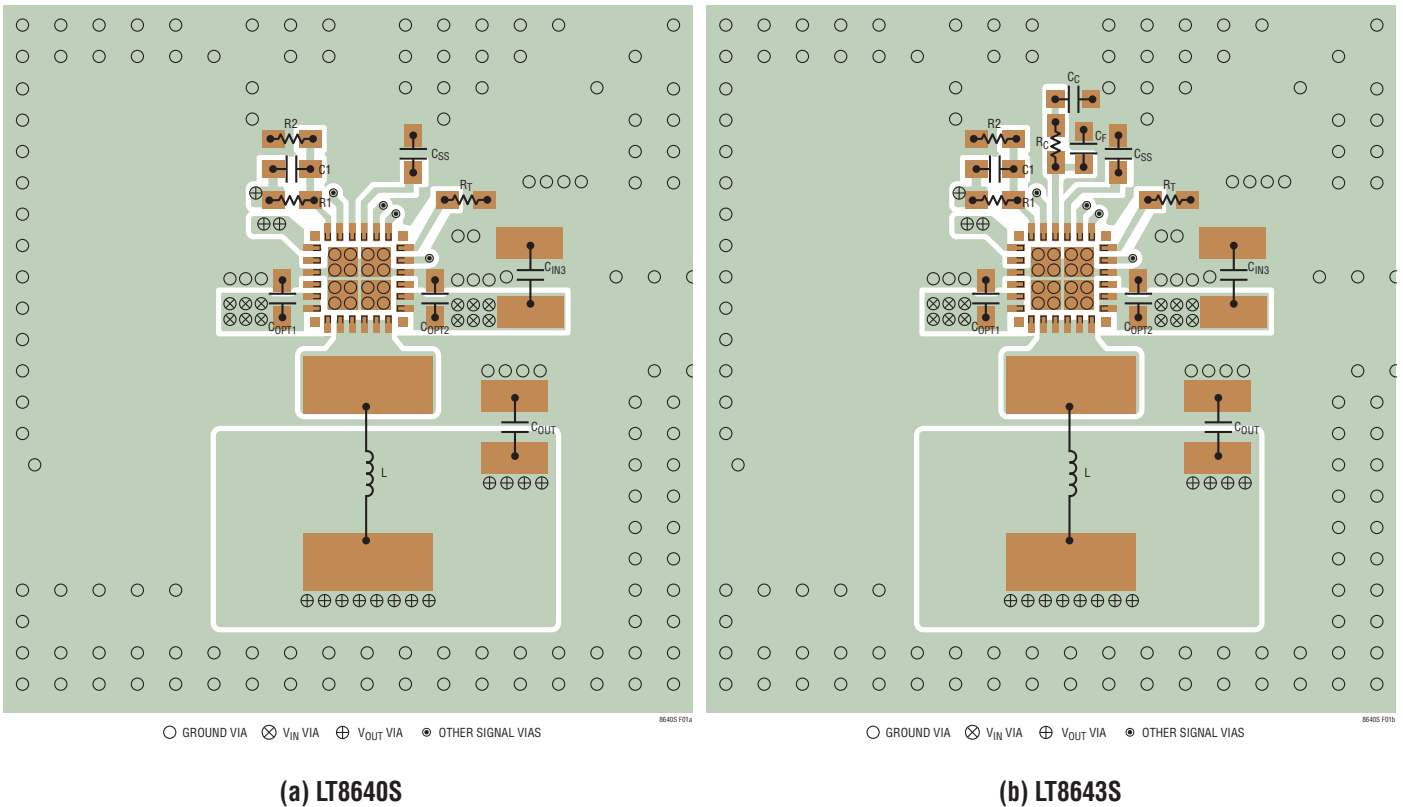 R2
C1
R1
CSS
RT
CIN3
COPT1
COPT2
COUT
L
8640S F01a
GROUND VIA VIN VIA VOUT VIA OTHER SIGNAL VIAS
(a) LT8640S
CC
R2
RC
CF
CSS
C1
R1
RT
CIN3
COPT1
COPT2
COUT
L
8640S F01b
GROUND VIA VIN VIA VOUT VIA OTHER SIGNAL VIAS
(b) LT8643S